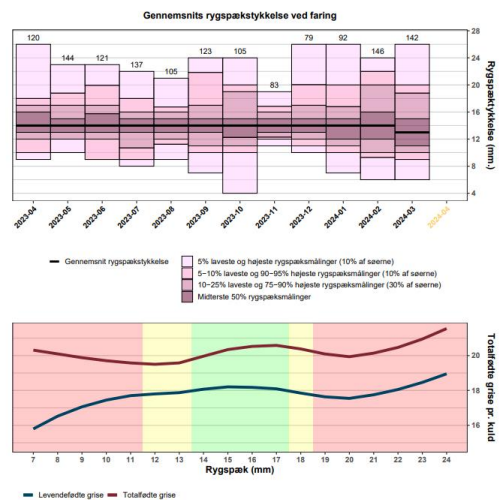 Gennemsnits rygspækstykkelse ved faring
120 144 121 137 105 123 105 83 79 92 146 142
28
24
20
16
12
8
4
Rygspæktykkelse (mm.)
2023-04 2023-05 2023-06 2023-07 2023-08 2023-09 2023-10 2023-11 2023-12 2024-01 2024-02 2024-03 2024-04
Gennemsnit rygspækstykkelse
5% laveste og højeste rygspæksmålinger (10% af søerne)
5-10% laveste og 90-95% højeste rygspæksmålinger (10% af søerne)
10-25% laveste og 75-90% højeste rygspæksmålinger (30% af søerne)
Midterste 50% rygspæksmålinger
20
18
16
Totalfødte grise pr. kuld
7 8 9 10 11 12 13 14 15 16 17 18 19 20 21 22 23 24
Rygspæk (mm)
Levendefødte grise Totalfødte grise